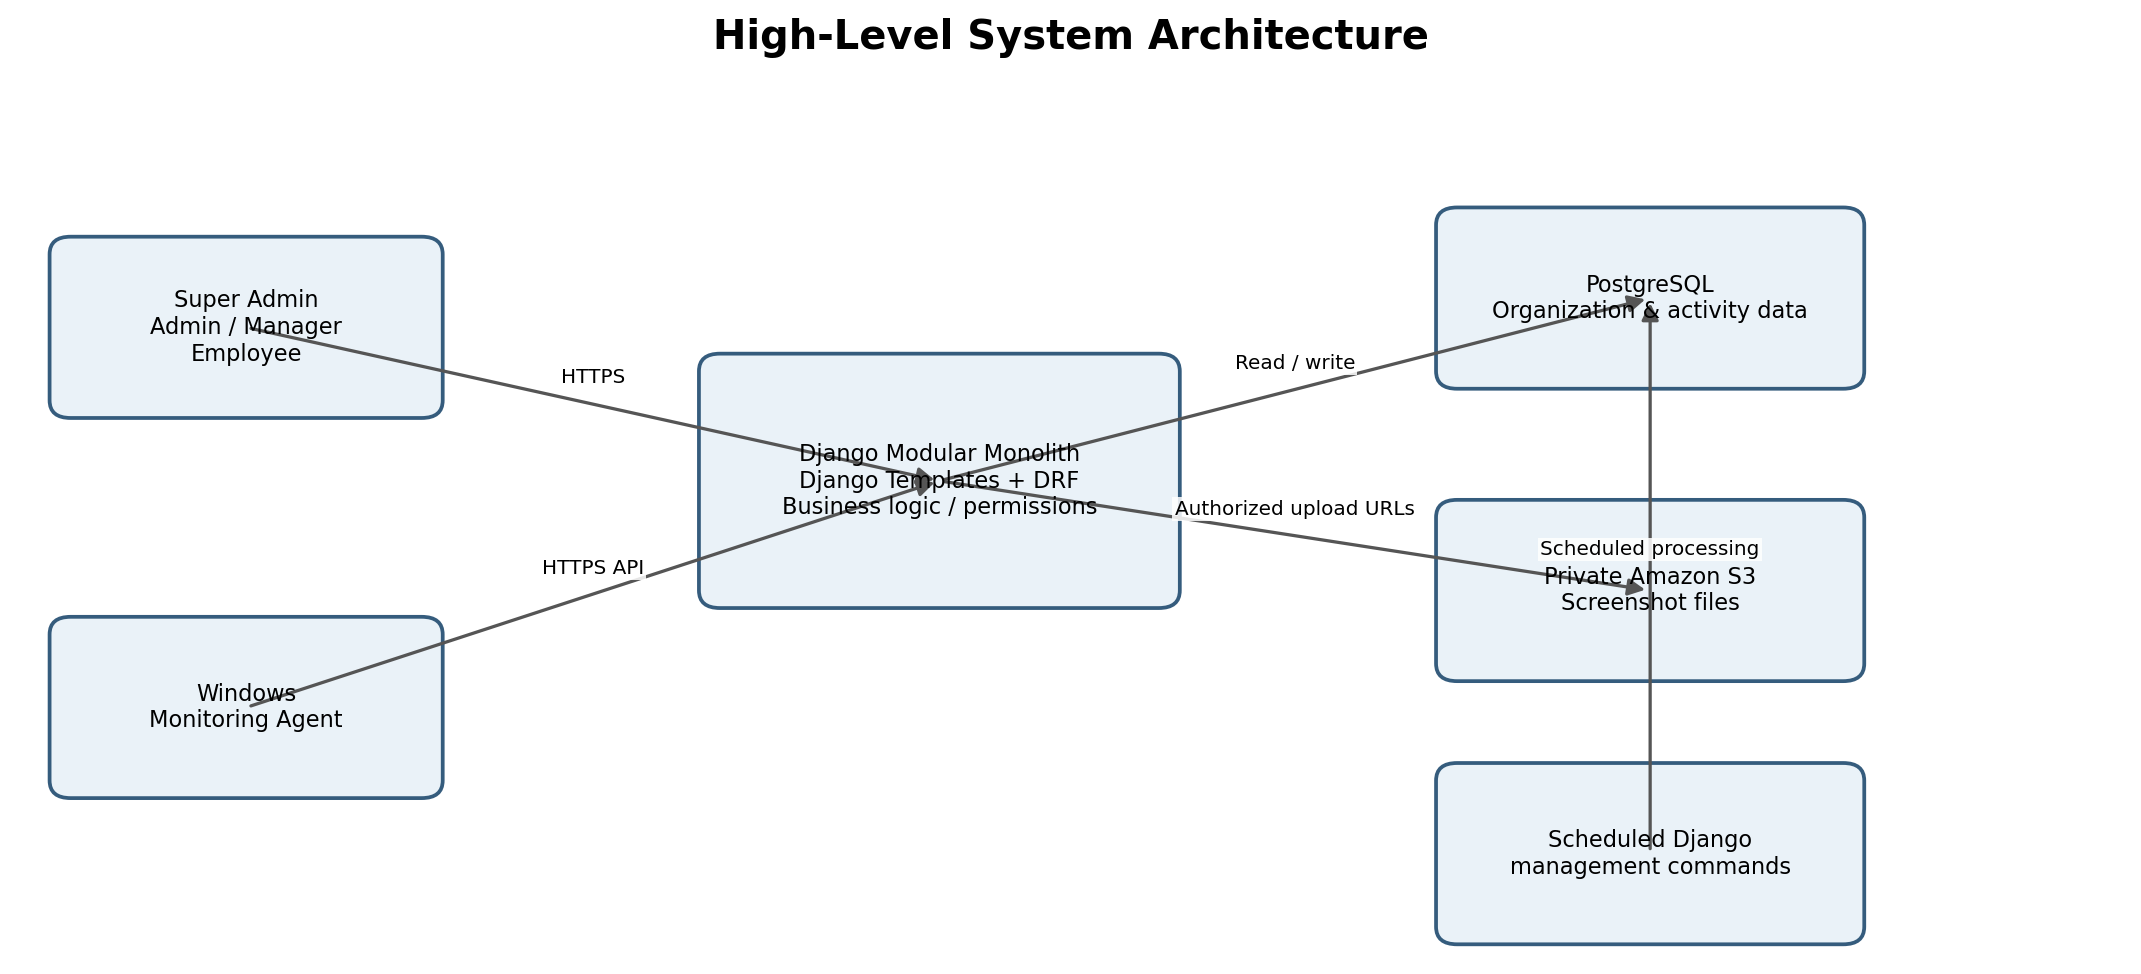 High-Level System Architecture
Super Admin
Admin / Manager
Employee
HTTPS
Windows
Monitoring Agent
HTTPS API
Django Modular Monolith
Django Templates + DRF
Business logic / permissions
Read / write
Authorized upload URLs
PostgreSQL
Organization & activity data
Scheduled processing
Private Amazon S3
Screenshot files
Scheduled Django
management commands